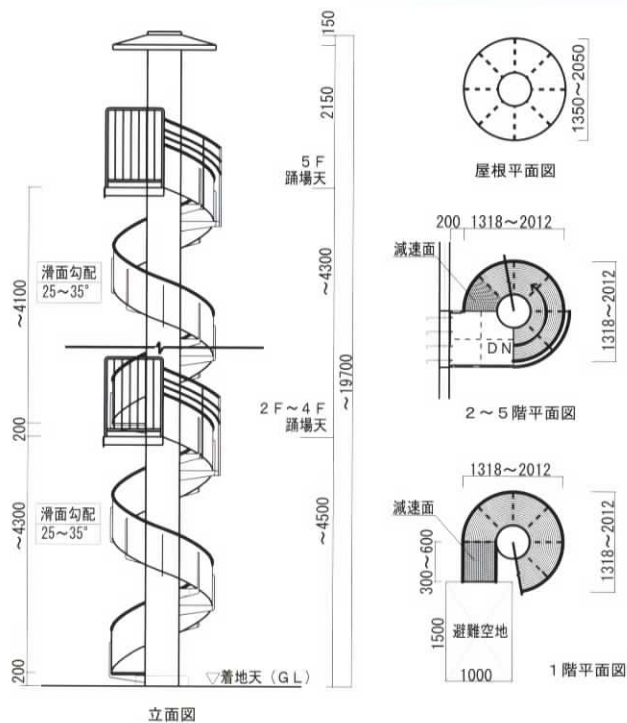 150
2150
5F
踊場天
~4300
~19700
2F～4F
踊場天
~4500
~4100
滑面勾配
25～35°
200
~4300
滑面勾配
25～35°
200
▽着地天（GL）
立面図
1350～2050
屋根平面図
200
1318～2012
減速面
1318～2012
DN
2～5階平面図
1318～2012
減速面
300～600
1318～2012
1500
避難空地
1000
1階平面図